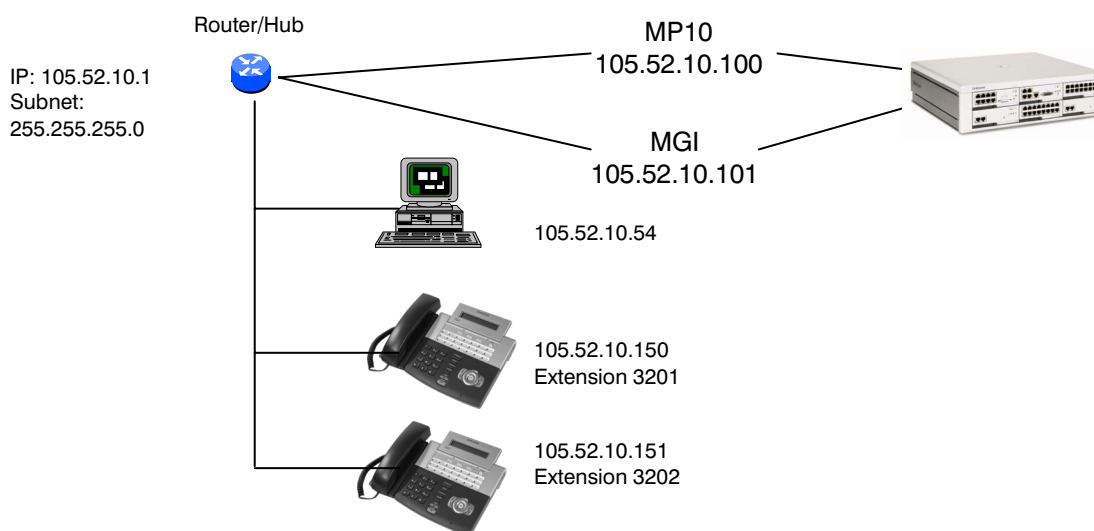 Router/Hub
IP: 105.52.10.1
Subnet:
255.255.255.0
MP10
105.52.10.100
MGI
105.52.10.101
105.52.10.54
105.52.10.150
Extension 3201
105.52.10.151
Extension 3202